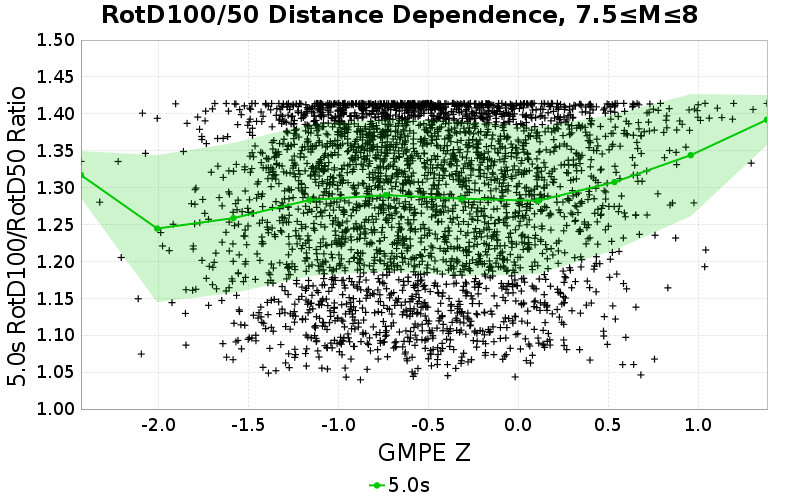 RotD100/50 Distance Dependence, 7.5≤M≤8
5.0s RotD100/RotD50 Ratio
1.50
1.45
1.40
1.35
1.30
1.25
1.20
1.15
1.10
1.05
1.00
-2.0 -1.5 -1.0 -0.5 0.0 0.5 1.0
GMPE Z
5.0s